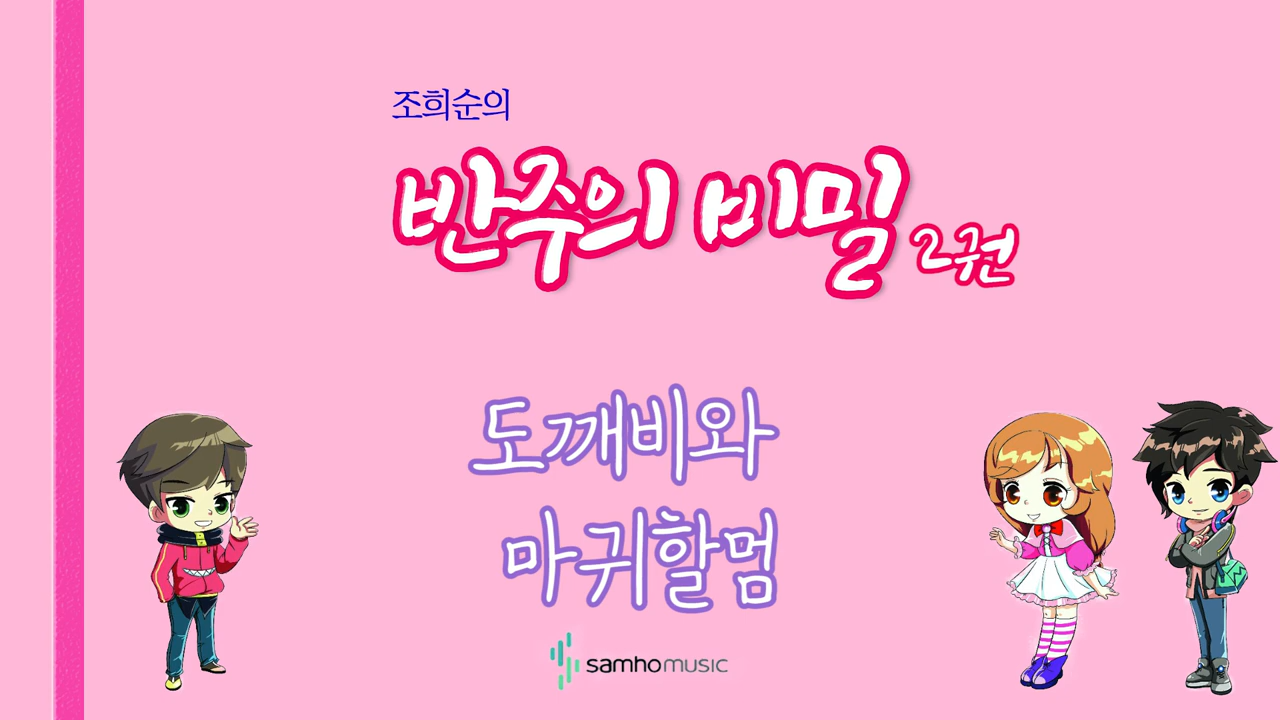 조희순의
반주의 비밀 2권
도깨비와
마귀할멈
samhomusic